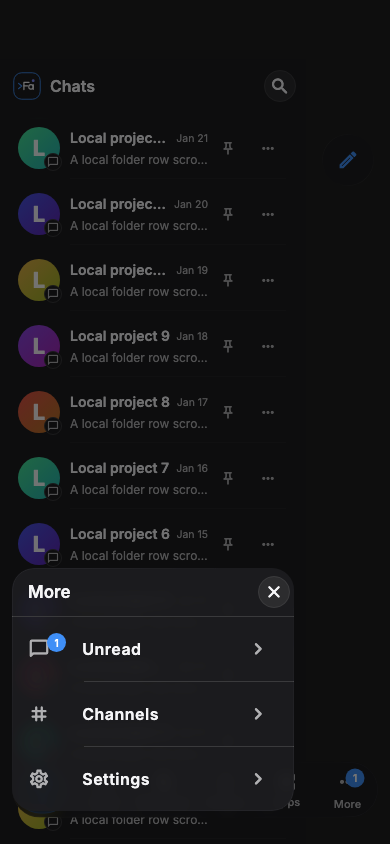 Fa
Chats
Local projec... Jan 21
L
A local folder row scro...
Local projec... Jan 20
L
A local folder row scro...
Local projec... Jan 19
L
A local folder row scro...
Local project 9 Jan 18
L
A local folder row scro...
Local project 8 Jan 17
L
A local folder row scro...
Local project 7 Jan 16
L
A local folder row scro...
Local project 6 Jan 15
L
A local folder row scro...
More
1
Unread
Channels
Settings
1
More
A local folder row scro...